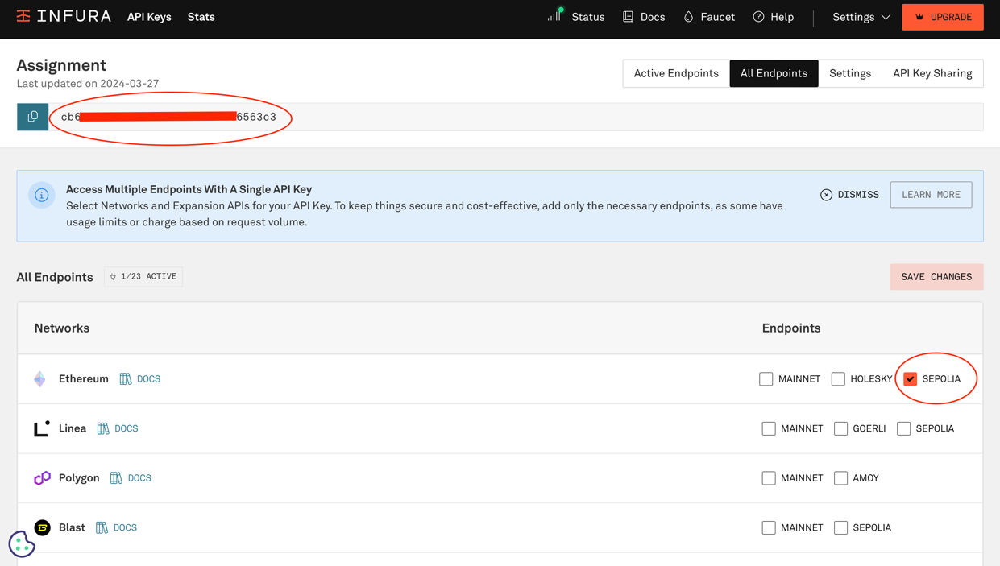 INFURA API Keys Stats Status Docs Faucet Help Settings UPGRADE
Assignment
Last updated on 2024-03-27
Active Endpoints All Endpoints Settings API Key Sharing
cb6 6563c3
Access Multiple Endpoints With A Single API Key
Select Networks and Expansion APIs for your API Key. To keep things secure and cost-effective, add only the necessary endpoints, as some have
usage limits or charge based on request volume.
DISMISS LEARN MORE
All Endpoints 1/23 ACTIVE SAVE CHANGES
Networks Endpoints
Ethereum DOCS MAINNET HOLESKY SEPOLIA
Linea DOCS MAINNET GOERLI SEPOLIA
Polygon DOCS MAINNET AMOY
Blast DOCS MAINNET SEPOLIA